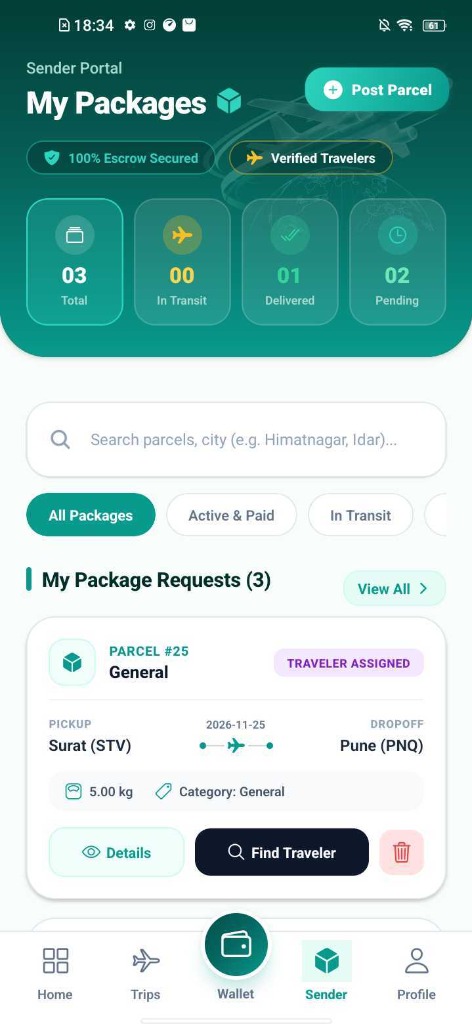 18:34
61
Sender Portal
My Packages
Post Parcel
100% Escrow Secured
Verified Travelers
03
Total
00
In Transit
01
Delivered
02
Pending
Search parcels, city (e.g. Himatnagar, Idar)...
All Packages
Active & Paid
In Transit
My Package Requests (3)
View All
PARCEL #25
General
TRAVELER ASSIGNED
PICKUP
2026-11-25
DROPOFF
Surat (STV)
Pune (PNQ)
5.00 kg
Category: General
Details
Find Traveler
Home
Trips
Wallet
Sender
Profile